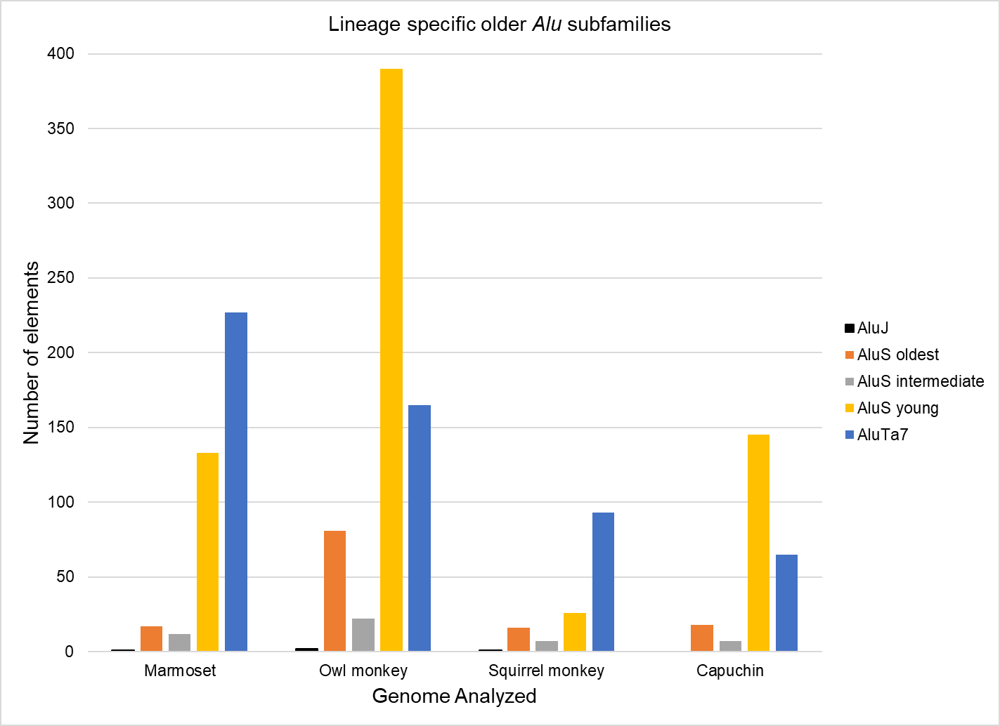 Lineage specific older Alu subfamilies
Number of elements
400
350
300
250
200
150
100
50
0
Marmoset
Owl monkey
Squirrel monkey
Capuchin
Genome Analyzed
AluJ
AluS oldest
AluS intermediate
AluS young
AluTa7